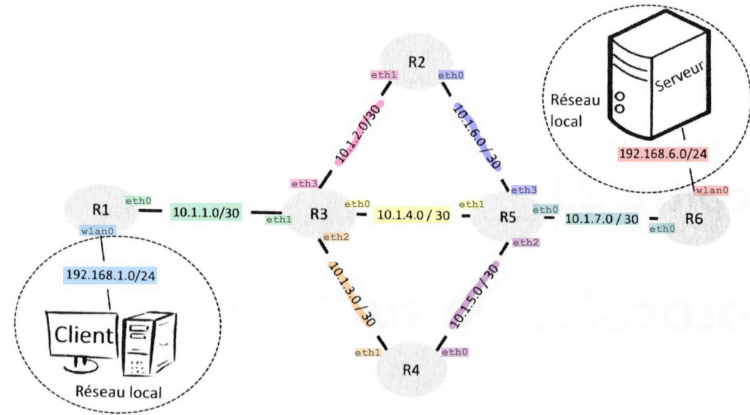 R2
eth1
eth0
10.1.2.0/30
10.1.6.0 / 30
Serveur
Réseau
local
192.168.6.0/24
wlan0
R1
eth0
wlan0
10.1.1.0/30
eth3
eth1
R3
eth0
eth2
10.1.4.0 / 30
eth3
eth1
R5
eth0
eth2
10.1.7.0 / 30
R6
eth0
192.168.1.0/24
Client
Réseau local
10.1.3.0 / 30
10.1.5.0 / 30
eth1
eth0
R4